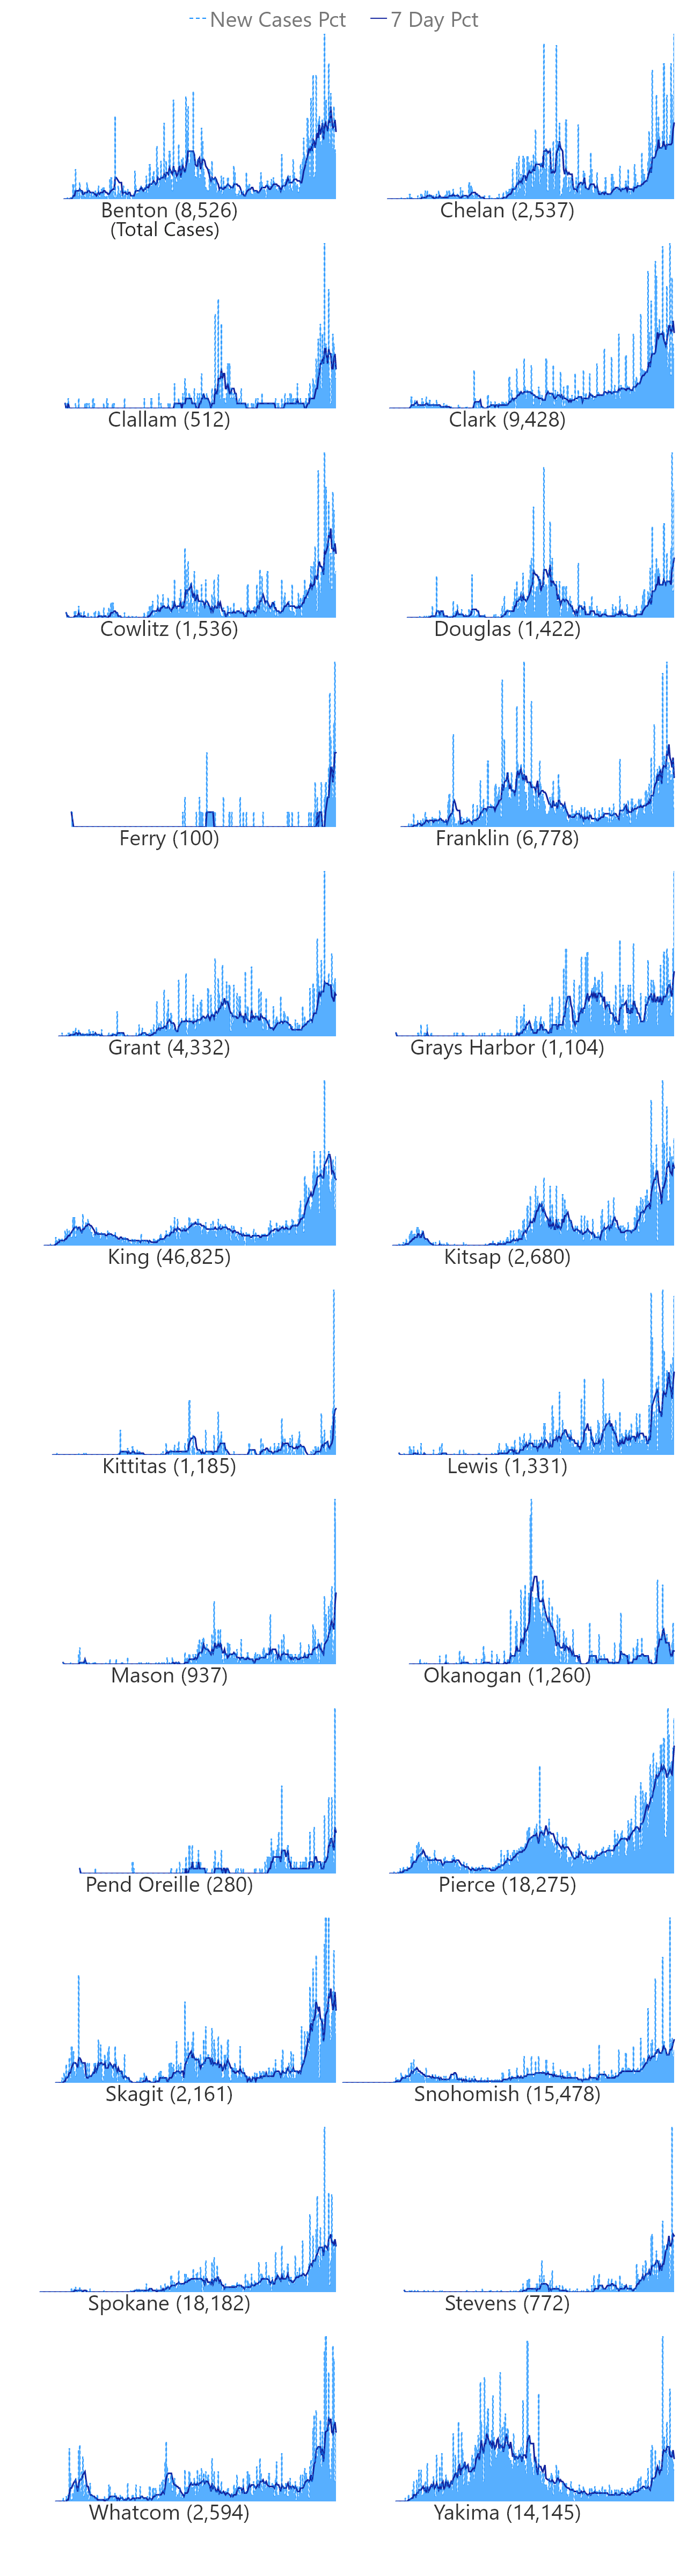 New Cases Pct 7 Day Pct
Benton (8,526) Chelan (2,537)
(Total Cases)
Clallam (512) Clark (9,428)
Cowlitz (1,536) Douglas (1,422)
Ferry (100) Franklin (6,778)
Grant (4,332) Grays Harbor (1,104)
King (46,825) Kitsap (2,680)
Kittitas (1,185) Lewis (1,331)
Mason (937) Okanogan (1,260)
Pend Oreille (280) Pierce (18,275)
Skagit (2,161) Snohomish (15,478)
Spokane (18,182) Stevens (772)
Whatcom (2,594) Yakima (14,145)